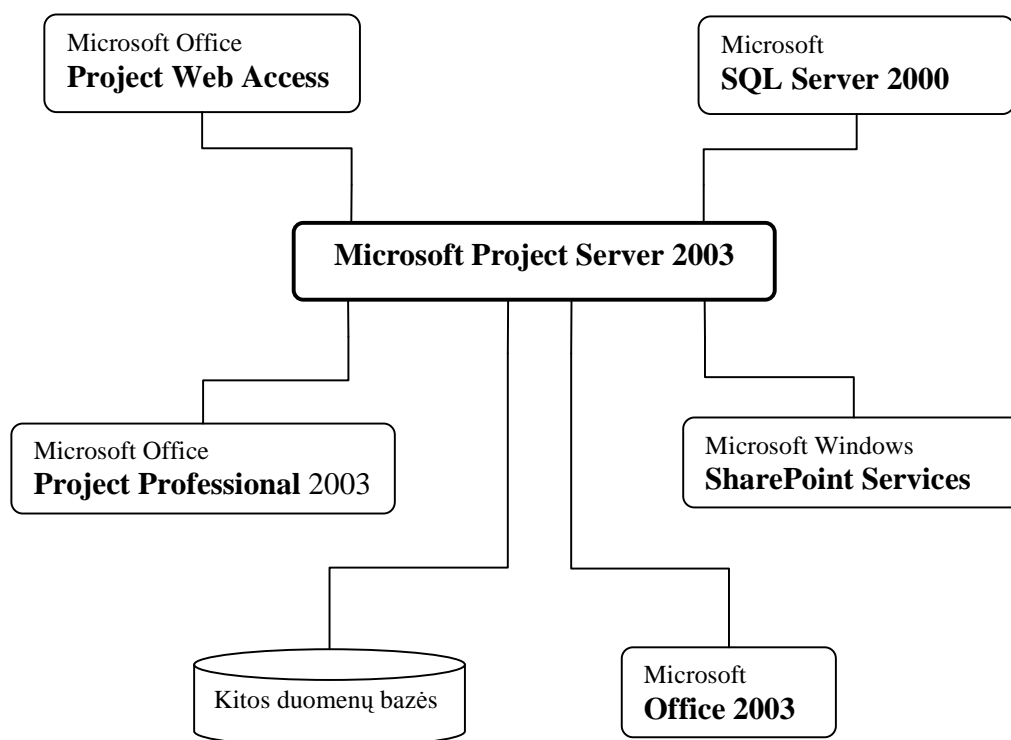 Microsoft Office
Project Web Access
Microsoft
SQL Server 2000
Microsoft Project Server 2003
Microsoft Office
Project Professional 2003
Microsoft Windows
SharePoint Services
Kitos duomenų bazės
Microsoft
Office 2003